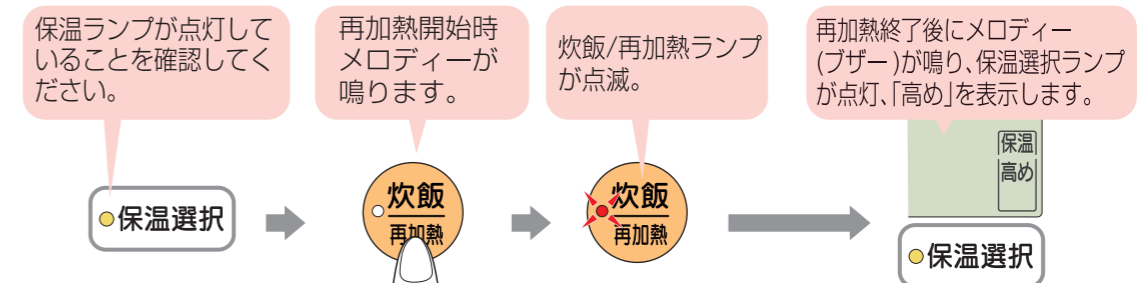 保温ランプが点灯して
いることを確認してく
ださい。
再加熱開始時
メロディーが
鳴ります。
炊飯/再加熱ランプ
が点滅。
再加熱終了後にメロディー
(ブザー)が鳴り、保温選択ランプ
が点灯、「高め」を表示します。
保温選択
炊飯
再加熱
炊飯
再加熱
保温
高め
保温選択